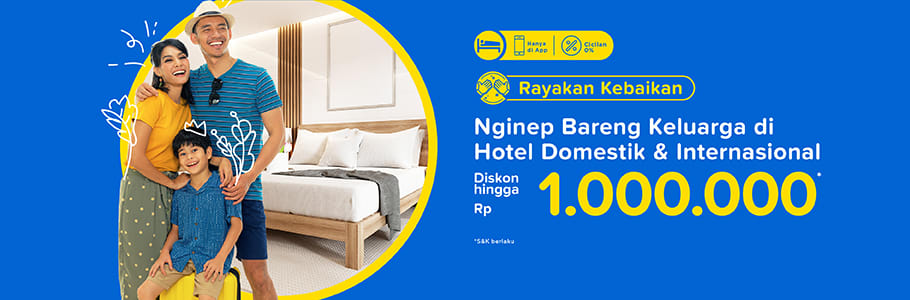 Hanya
di App
Cicilan
0%
Rayakan Kebaikan
Nginep Bareng Keluarga di
Hotel Domestik & Internasional
Diskon
hingga
Rp 1.000.000*
*S&K berlaku